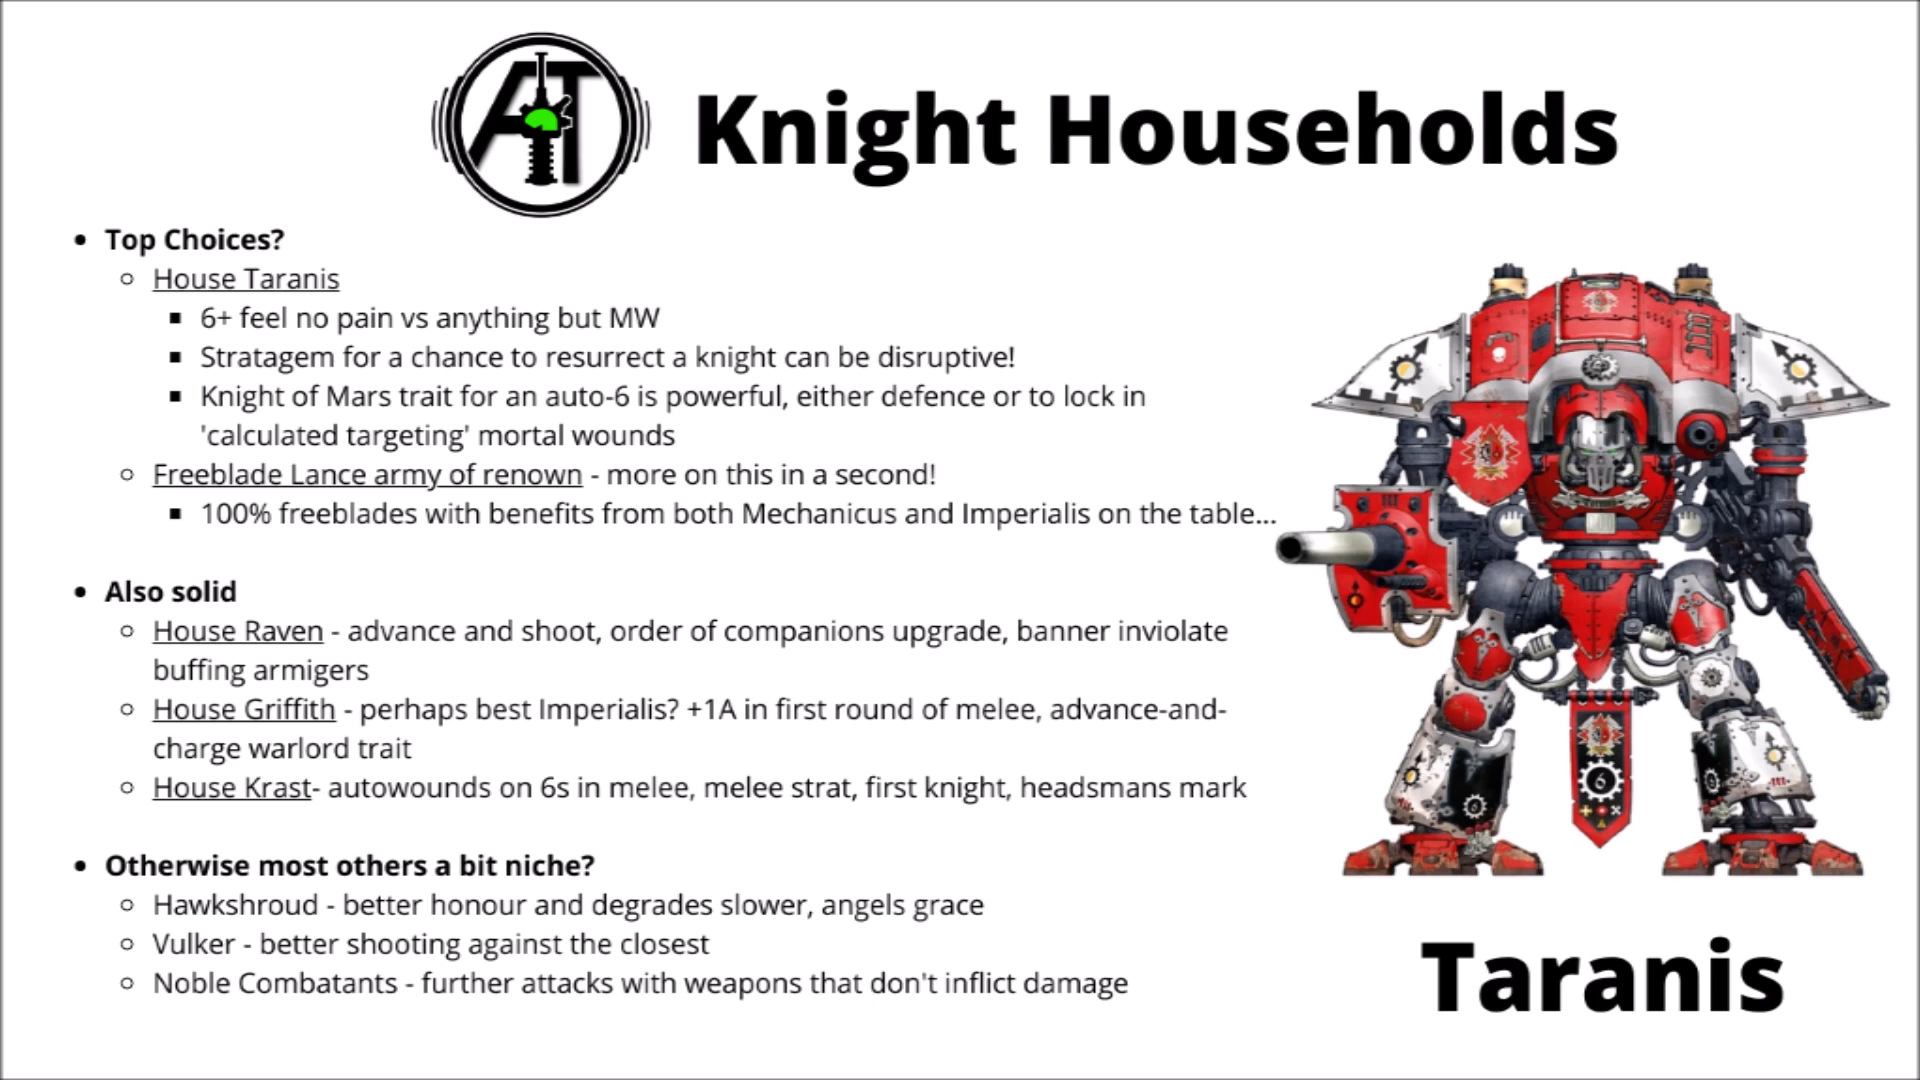 AT
Knight Households
• Top Choices?
○ House Taranis
▪ 6+ feel no pain vs anything but MW
▪ Stratagem for a chance to resurrect a knight can be disruptive!
▪ Knight of Mars trait for an auto-6 is powerful, either defence or to lock in
'calculated targeting' mortal wounds
○ Freeblade Lance army of renown - more on this in a second!
▪ 100% freeblades with benefits from both Mechanicus and Imperialis on the table...
• Also solid
○ House Raven - advance and shoot, order of companions upgrade, banner inviolate
buffing armigers
○ House Griffith - perhaps best Imperialis? +1A in first round of melee, advance-and-
charge warlord trait
○ House Krast- autowounds on 6s in melee, melee strat, first knight, headsmans mark
• Otherwise most others a bit niche?
○ Hawkshroud - better honour and degrades slower, angels grace
○ Vulker - better shooting against the closest
○ Noble Combatants - further attacks with weapons that don't inflict damage
6
Taranis